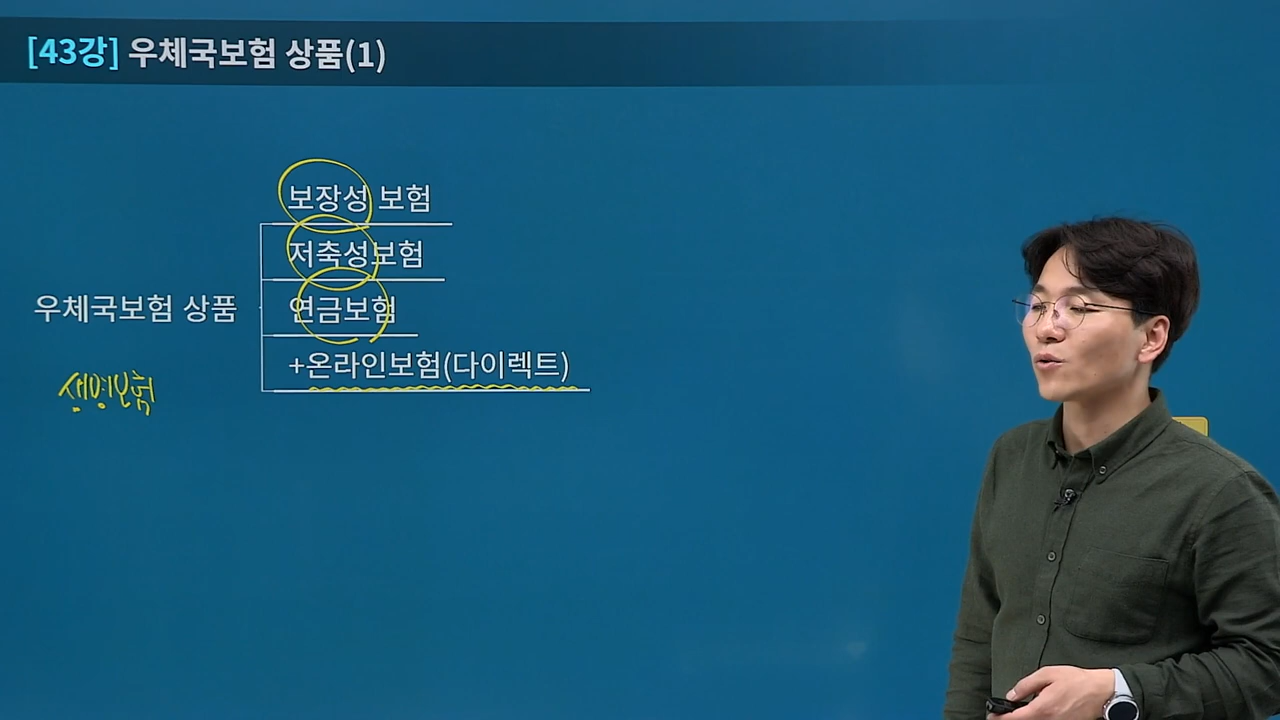 [43강] 우체국보험 상품(1)
보장성 보험
저축성보험
연금보험
우체국보험 상품
+온라인보험(다이렉트)
생명보험